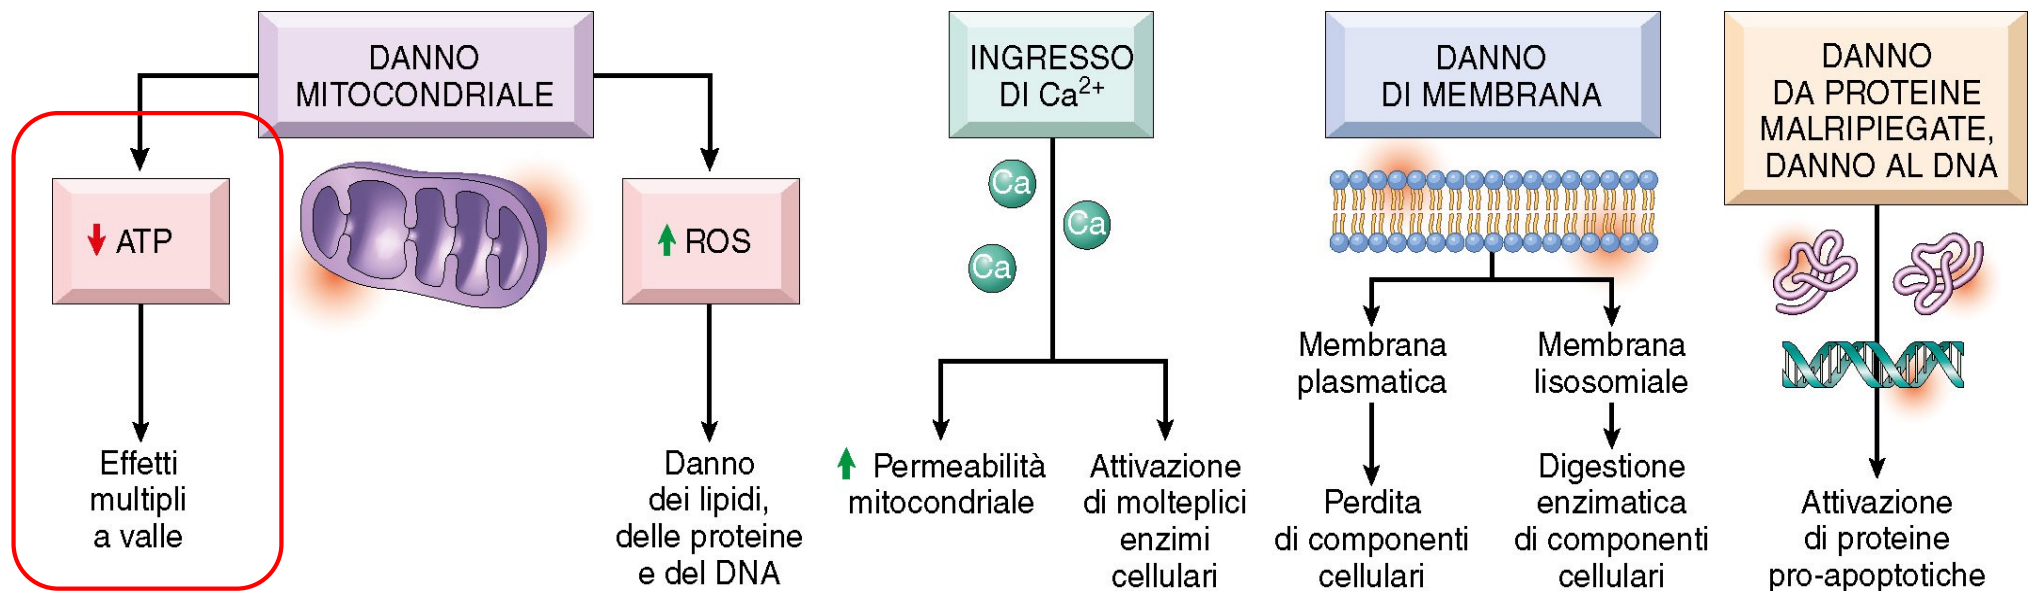 DANNO
MITOCONDRIALE
ATP
Effetti
multipli
a valle
ROS
Danno
dei lipidi,
delle proteine
e del DNA
INGRESSO
DI Ca²⁺
Ca
Ca
Ca
Permeabilità
mitocondriale
Attivazione
di molteplici
enzimi
cellulari
DANNO
DI MEMBRANA
Membrana
plasmatica
Perdita
di componenti
cellulari
Membrana
lisosomiale
Digestione
enzimatica
di componenti
cellulari
DANNO
DA PROTEINE
MALRIPIEGATE,
DANNO AL DNA
Attivazione
di proteine
pro-apoptotiche